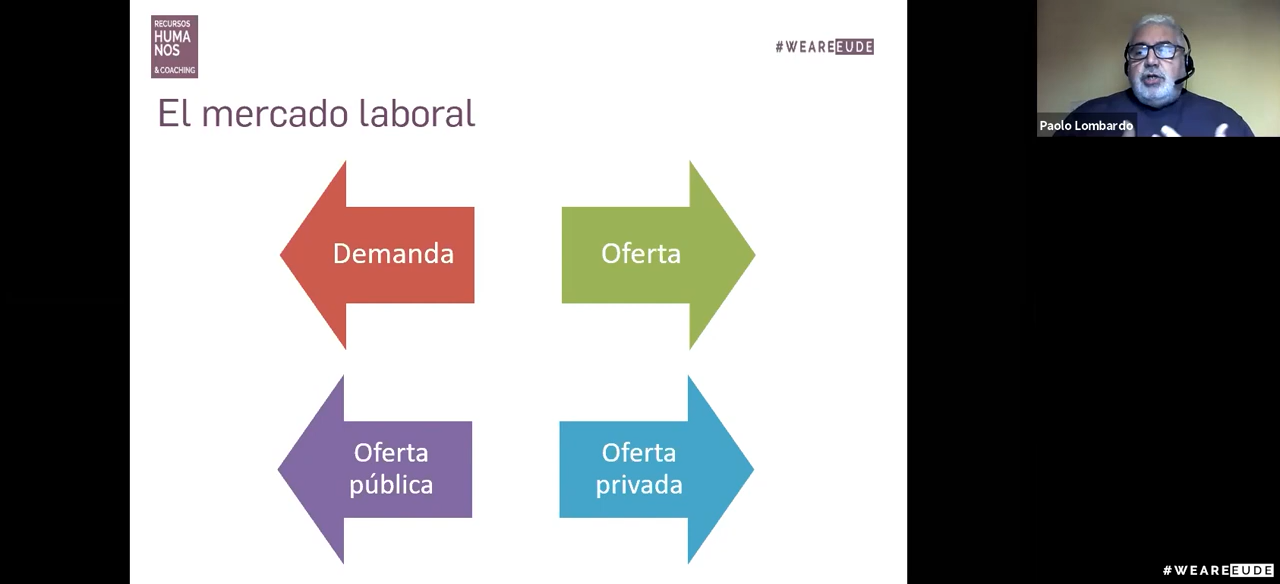 RECURSOS
HUMA
NOS
& COACHING
#WEAREEUDE
El mercado laboral
Demanda
Oferta
Oferta
pública
Oferta
privada
Paolo Lombardo
#WEAREEUDE